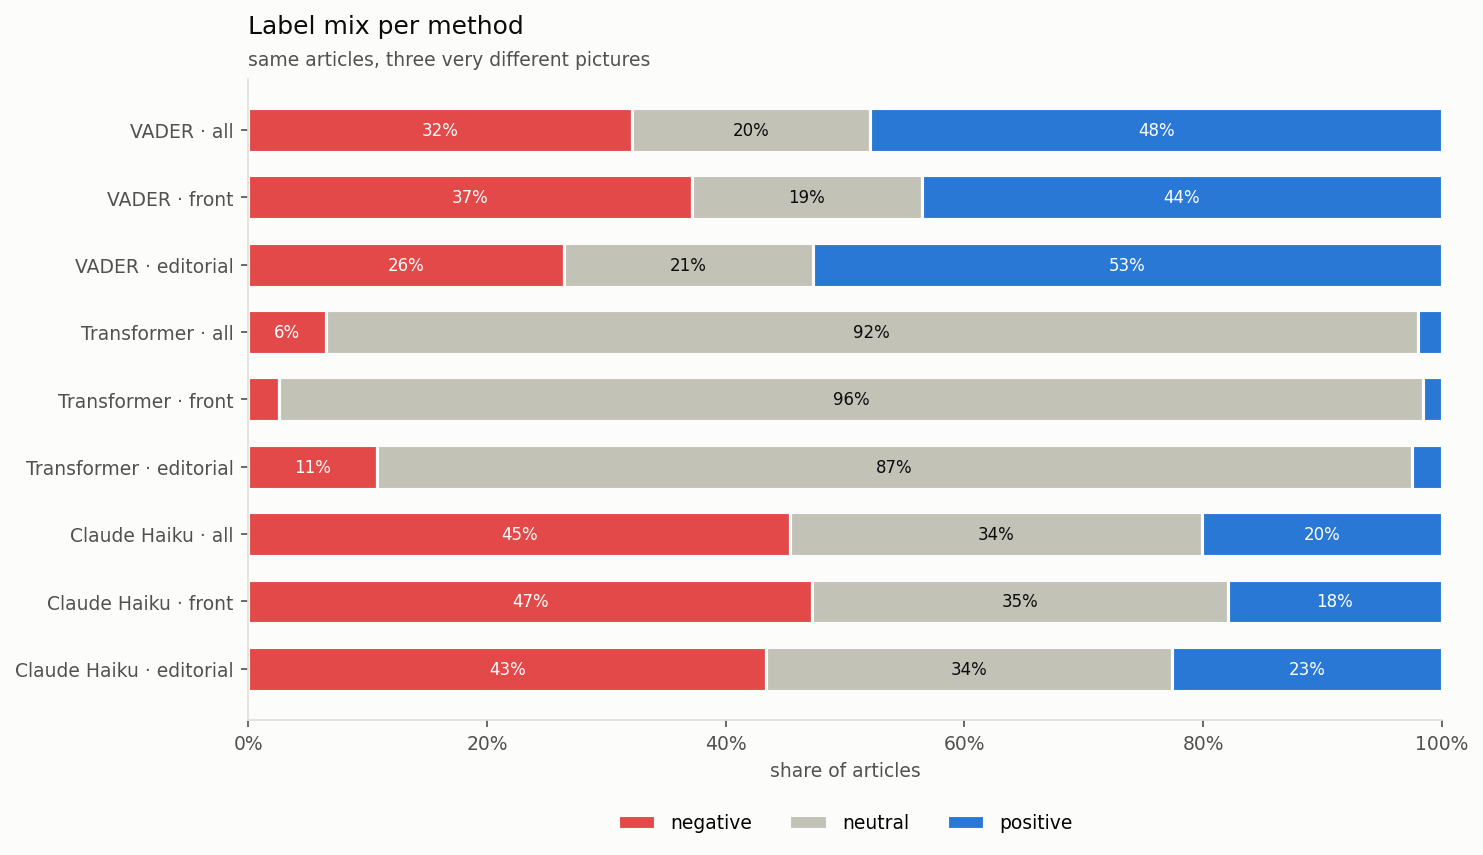 Label mix per method
same articles, three very different pictures
VADER · all 32% 20% 48%
VADER · front 37% 19% 44%
VADER · editorial 26% 21% 53%
Transformer · all 6% 92%
Transformer · front 96%
Transformer · editorial 11% 87%
Claude Haiku · all 45% 34% 20%
Claude Haiku · front 47% 35% 18%
Claude Haiku · editorial 43% 34% 23%
0% 20% 40% 60% 80% 100%
share of articles
negative neutral positive